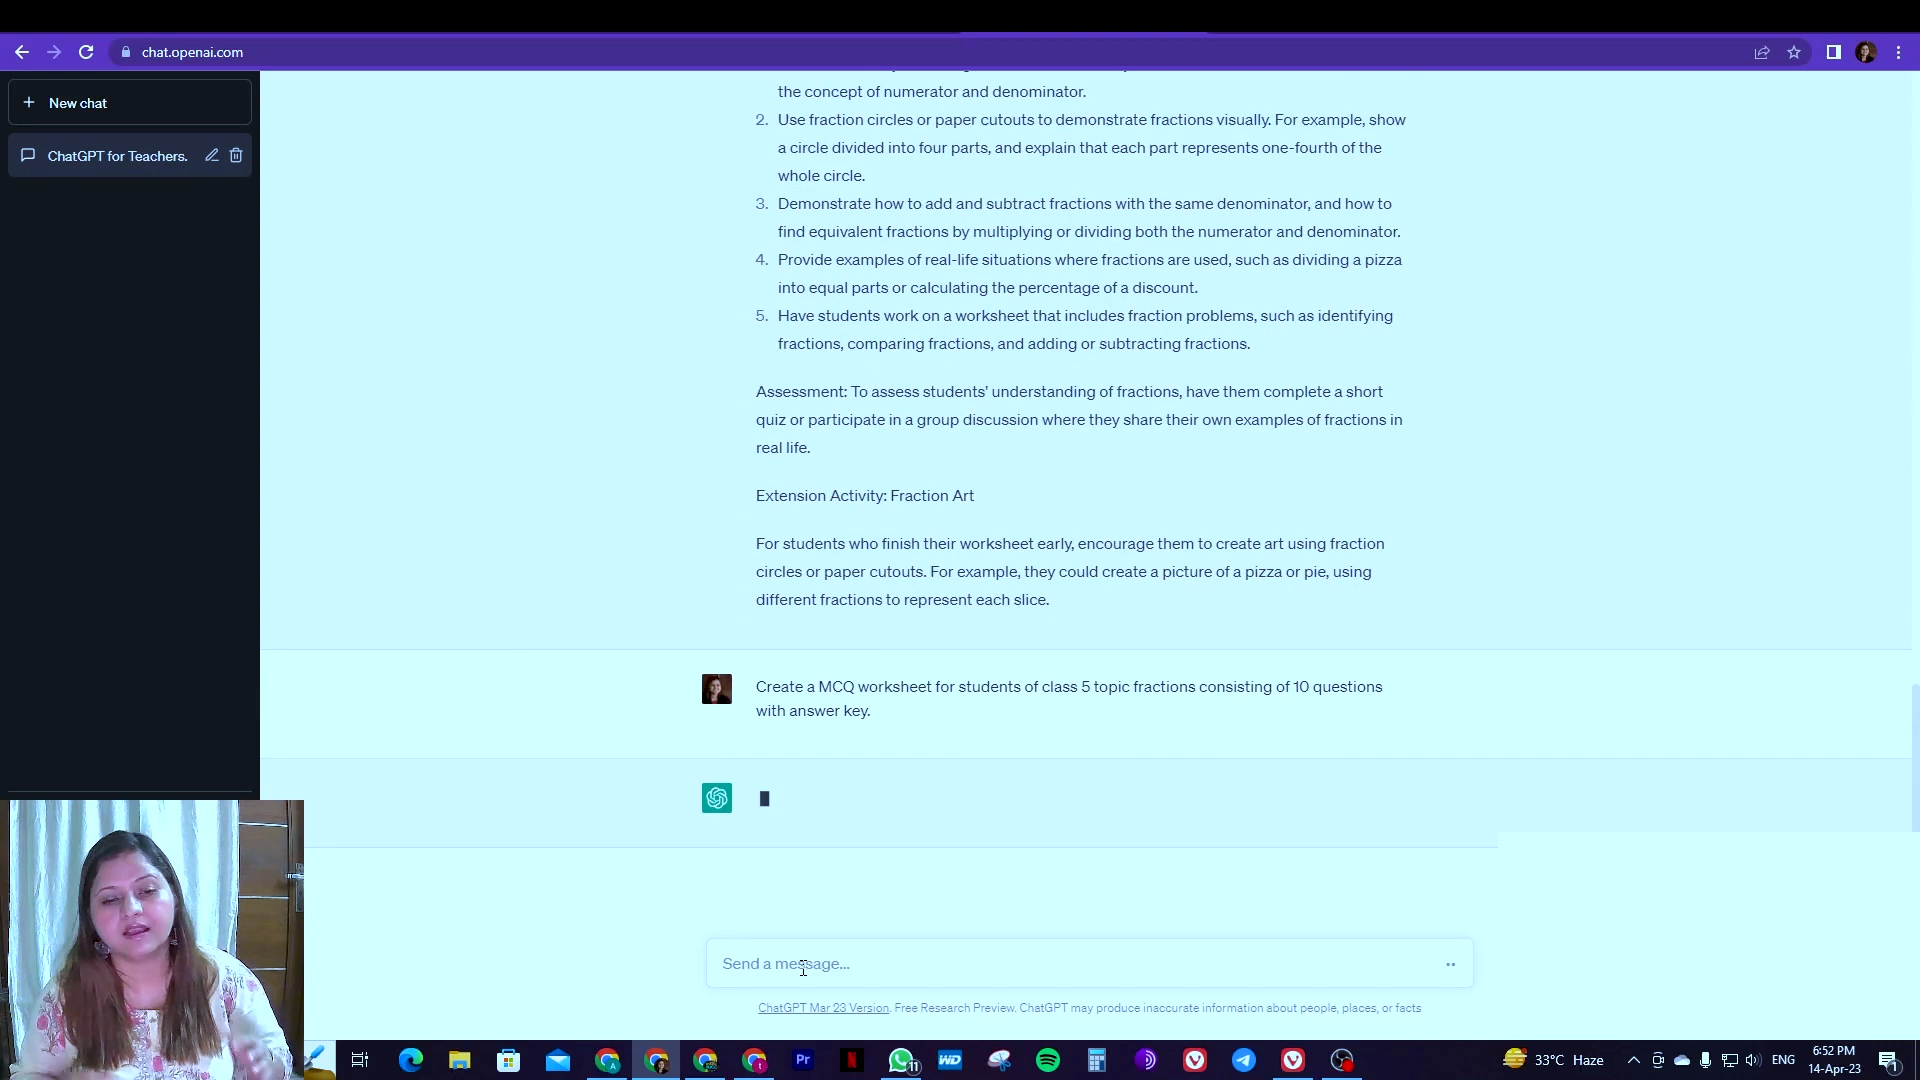 chat.openai.com
New chat
ChatGPT for Teachers.
the concept of numerator and denominator.
2. Use fraction circles or paper cutouts to demonstrate fractions visually. For example, show
a circle divided into four parts, and explain that each part represents one-fourth of the
whole circle.
3. Demonstrate how to add and subtract fractions with the same denominator, and how to
find equivalent fractions by multiplying or dividing both the numerator and denominator.
4. Provide examples of real-life situations where fractions are used, such as dividing a pizza
into equal parts or calculating the percentage of a discount.
5. Have students work on a worksheet that includes fraction problems, such as identifying
fractions, comparing fractions, and adding or subtracting fractions.
Assessment: To assess students' understanding of fractions, have them complete a short
quiz or participate in a group discussion where they share their own examples of fractions in
real life.
Extension Activity: Fraction Art
For students who finish their worksheet early, encourage them to create art using fraction
circles or paper cutouts. For example, they could create a picture of a pizza or pie, using
different fractions to represent each slice.
Create a MCQ worksheet for students of class 5 topic fractions consisting of 10 questions
with answer key.
Send a message...
ChatGPT Mar 23 Version. Free Research Preview. ChatGPT may produce inaccurate information about people, places, or facts
Pr
N
11
WD
33°C Haze
ENG
6:52 PM
14-Apr-23
1